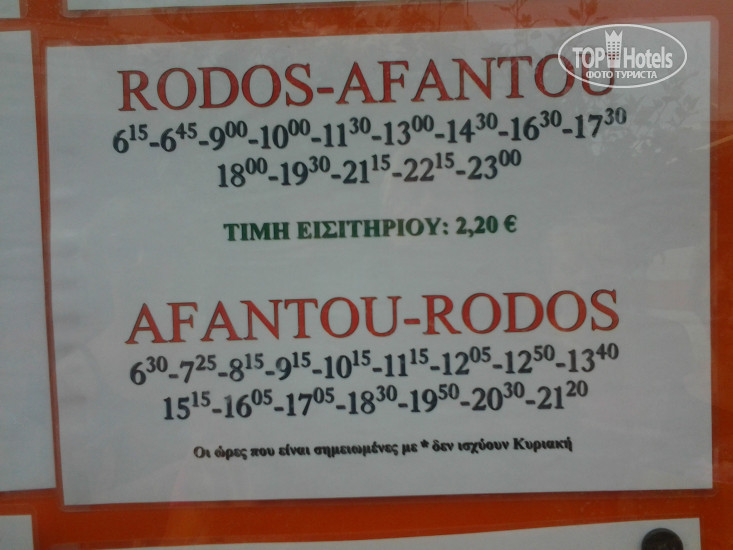 TOP Hotels
ФОТО ТУРИСТА
RODOS-AFANTOU
6¹⁵-6⁴⁵-9⁰⁰-10⁰⁰-11³⁰-13⁰⁰-14³⁰-16³⁰-17³⁰
18⁰⁰-19³⁰-21¹⁵-22¹⁵-23⁰⁰
ΤΙΜΗ ΕΙΣΙΤΗΡΙΟΥ: 2,20 €
AFANTOU-RODOS
6³⁰-7²⁵-8¹⁵-9¹⁵-10¹⁵-11¹⁵-12⁰⁵-12⁵⁰-13⁴⁰
15¹⁵-16⁰⁵-17⁰⁵-18³⁰-19⁵⁰-20³⁰-21²⁰
Οι ώρες που είναι σημειωμένες με * δεν ισχύουν Κυριακή